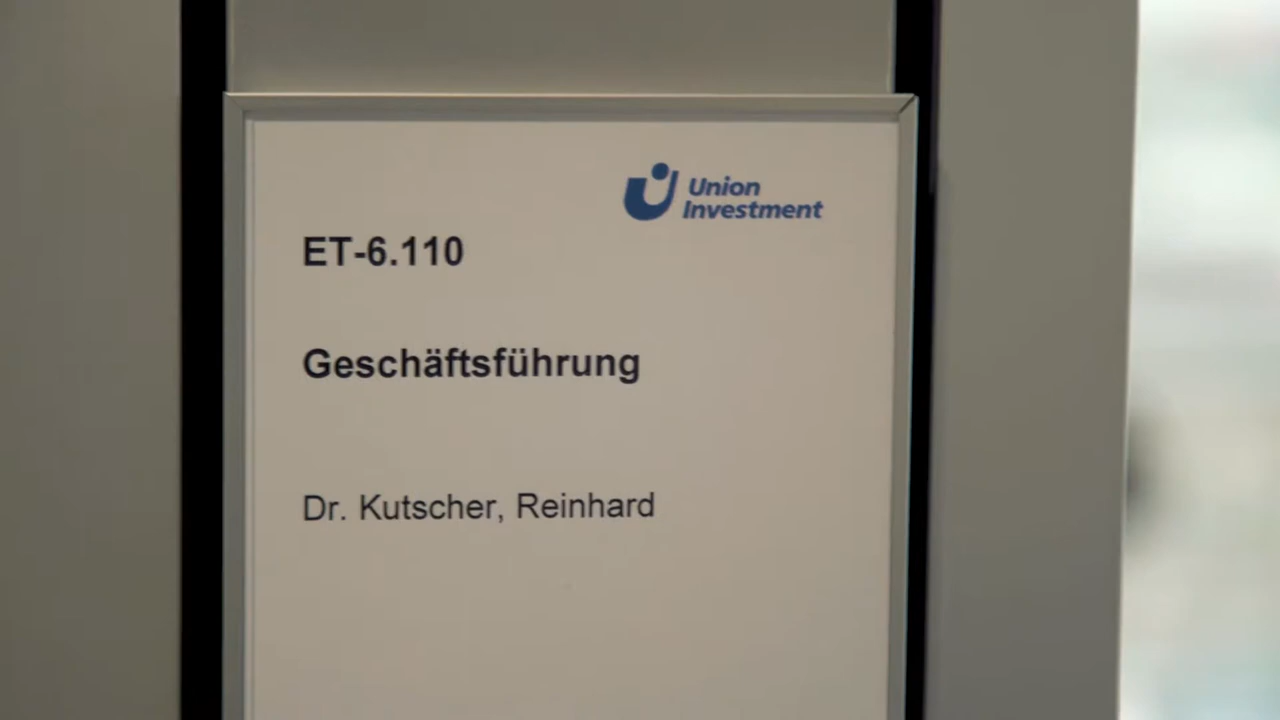 Union
Investment
ET-6.110
Geschäftsführung
Dr. Kutscher, Reinhard